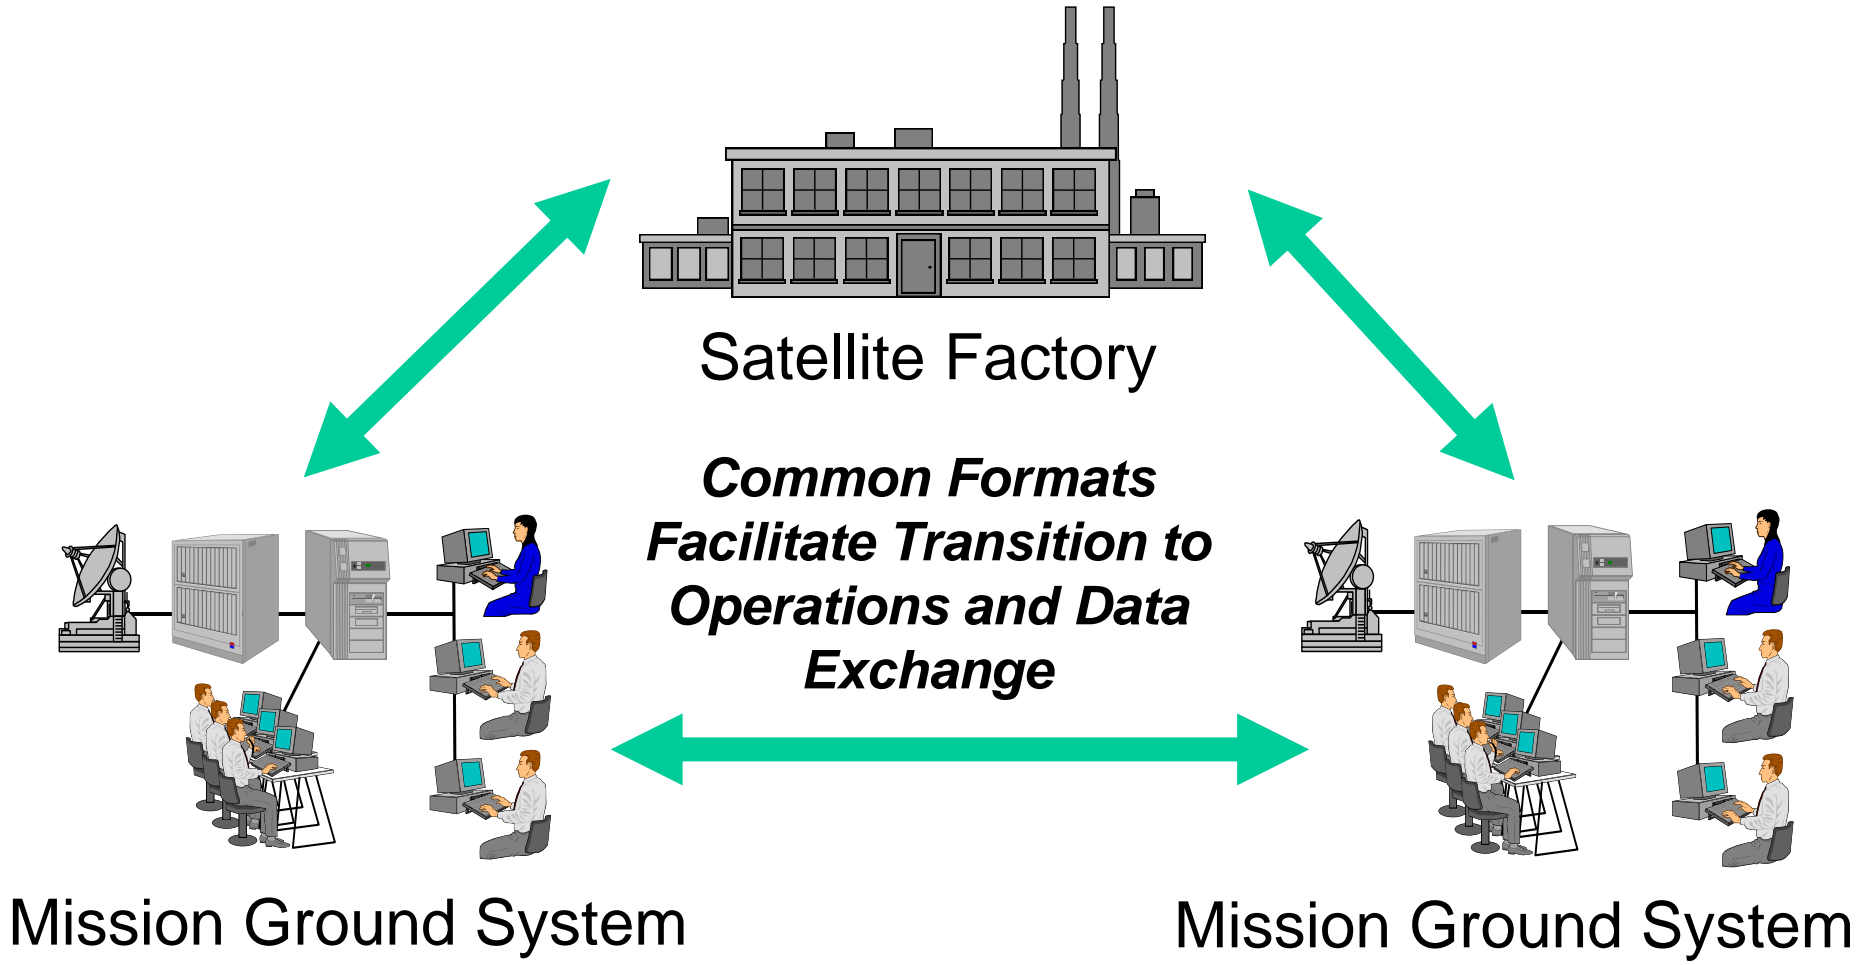 Satellite Factory
Common Formats
Facilitate Transition to
Operations and Data
Exchange
Mission Ground System
Mission Ground System